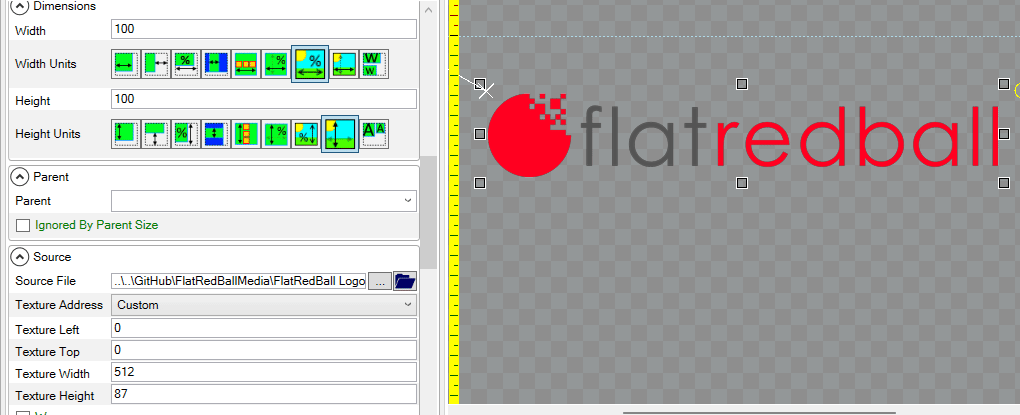 Dimensions
Width 100
Width Units % % % W W
Height 100
Height Units % % % A A
Parent
Parent
Ignored By Parent Size
Source
Source File ..\..\GitHub\FlatRedBallMedia\FlatRedBall Logo ...
Texture Address Custom
Texture Left 0
Texture Top 0
Texture Width 512
Texture Height 87
flatredball